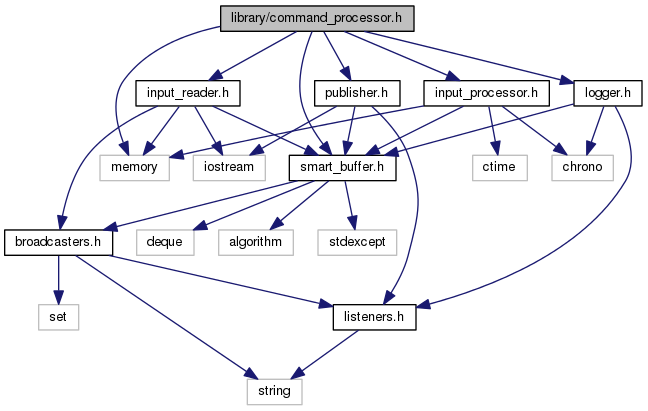 library/command_processor.h
input_reader.h
publisher.h
input_processor.h
logger.h
memory
iostream
smart_buffer.h
ctime
chrono
broadcasters.h
deque
algorithm
stdexcept
set
listeners.h
string